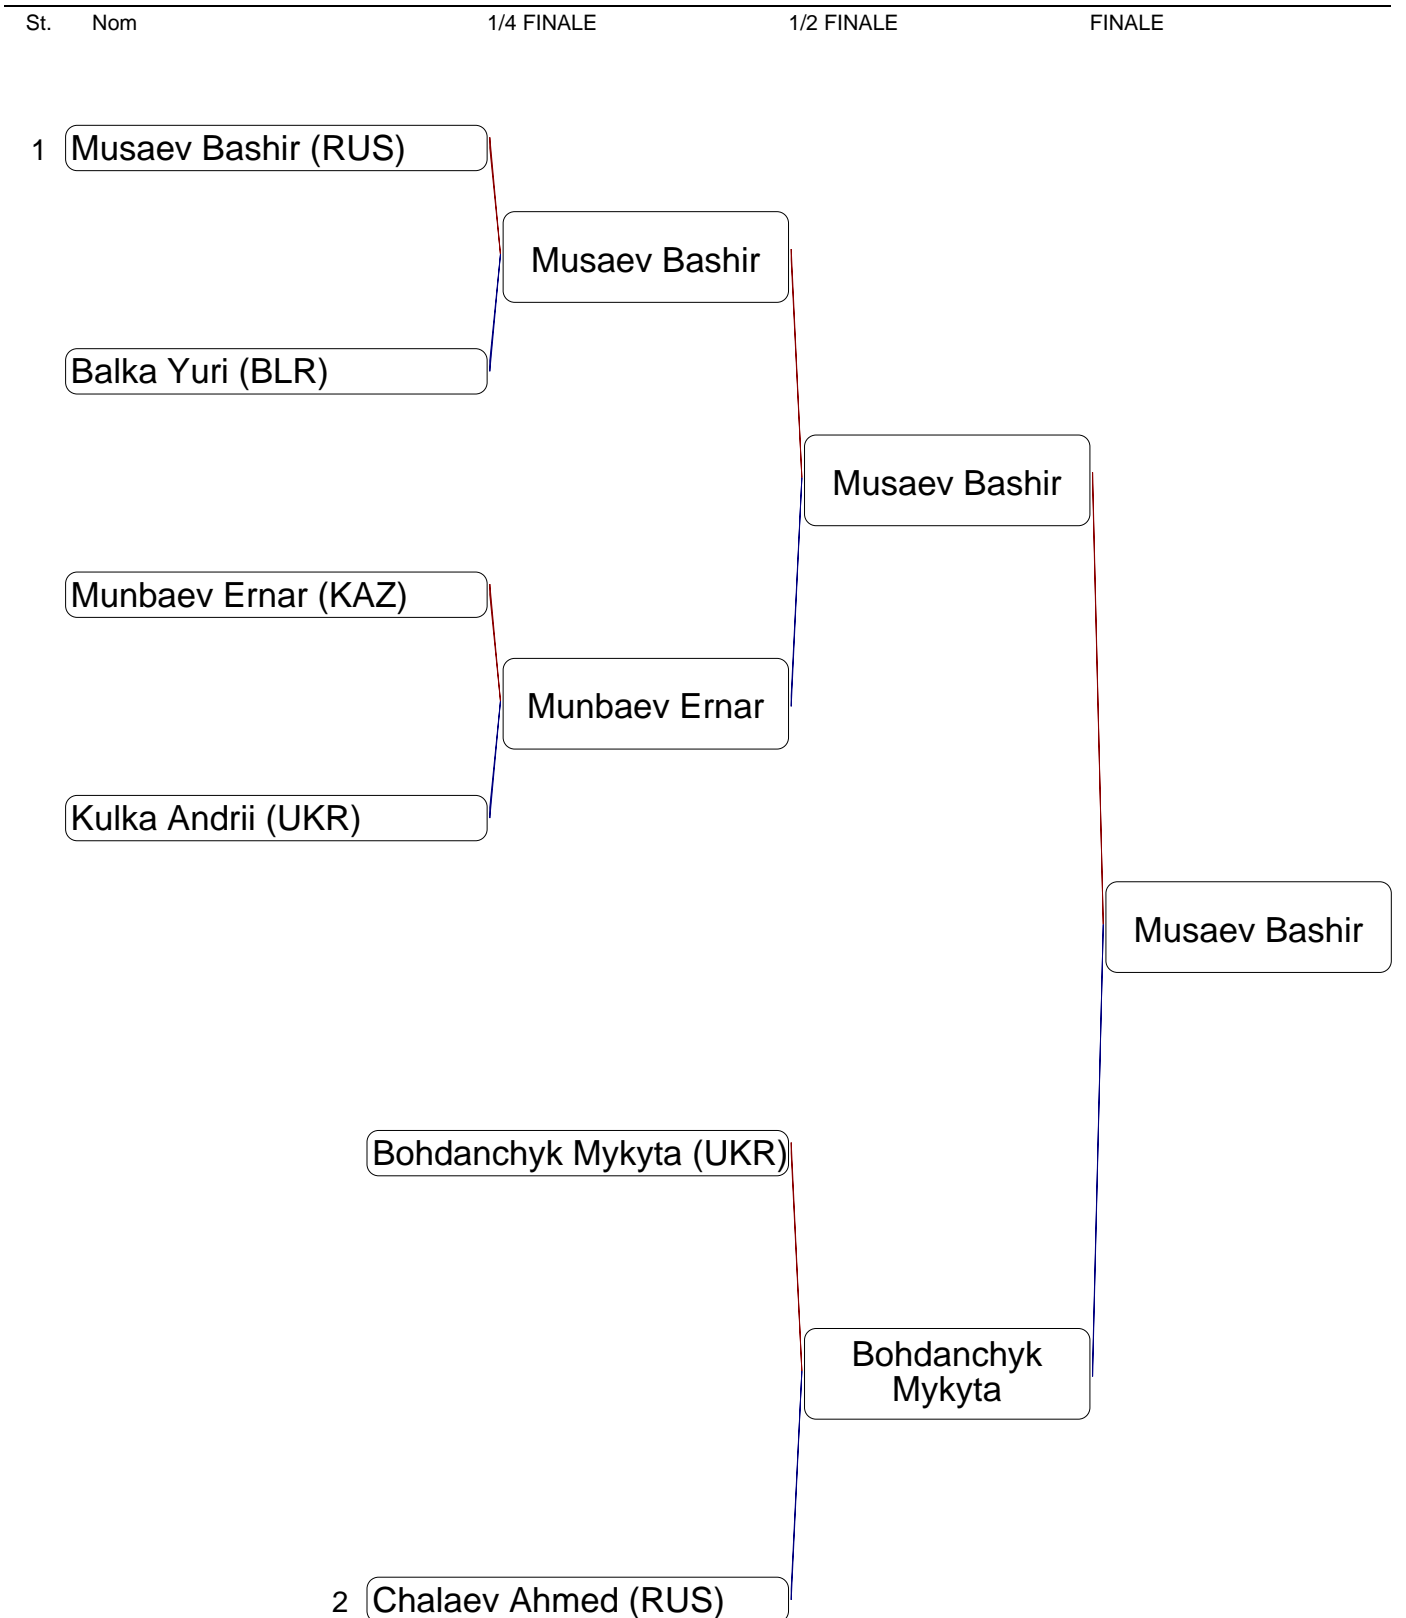 St. Nom 1/4 FINALE 1/2 FINALE FINALE
1 Musaev Bashir (RUS)
Musaev Bashir
Balka Yuri (BLR)
Musaev Bashir
Munbaev Ernar (KAZ)
Munbaev Ernar
Kulka Andrii (UKR)
Musaev Bashir
Bohdanchyk Mykyta (UKR)
Bohdanchyk
Mykyta
2 Chalaev Ahmed (RUS)